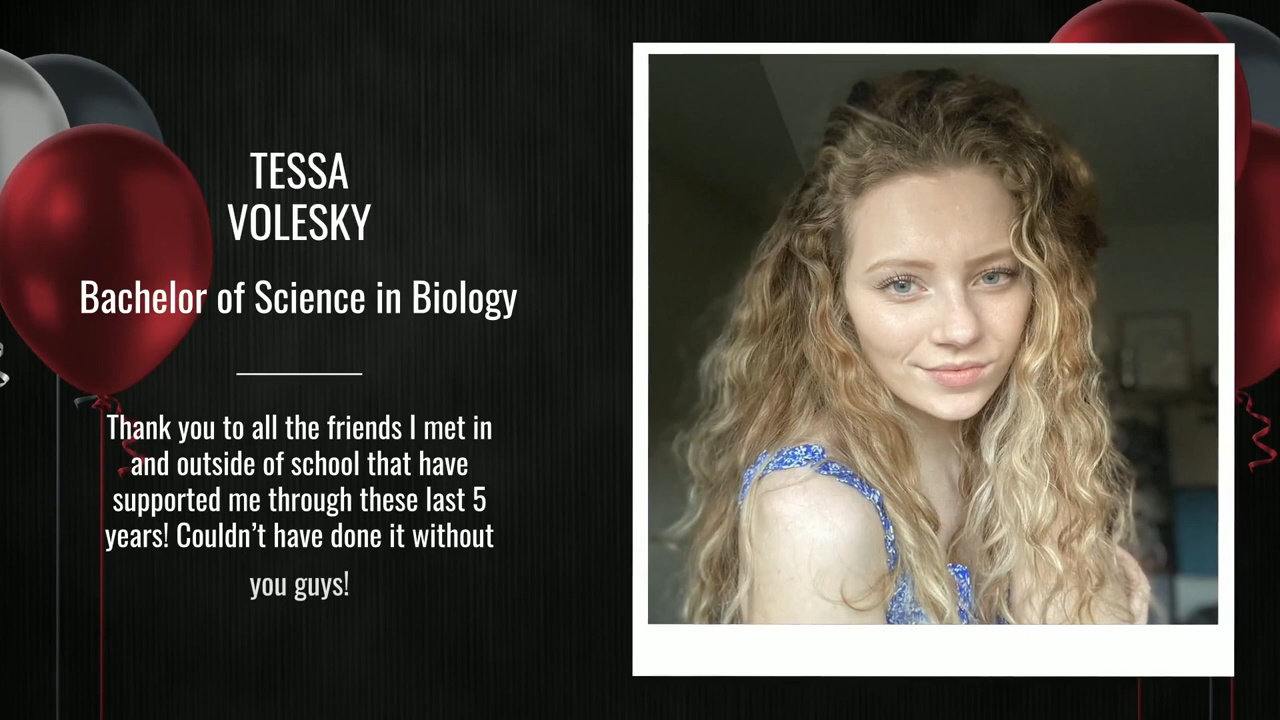 TESSA
VOLESKY
Bachelor of Science in Biology
Thank you to all the friends I met in
and outside of school that have
supported me through these last 5
years! Couldn’t have done it without
you guys!